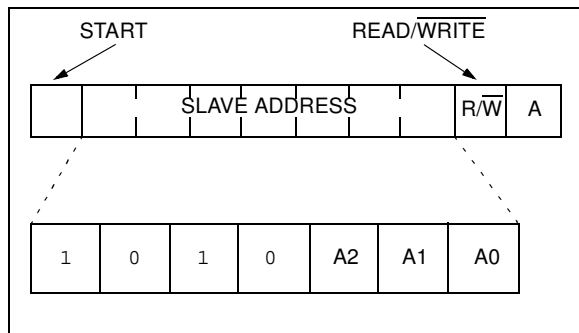 START READ/WRITE
SLAVE ADDRESS R/W A
1 0 1 0 A2 A1 A0